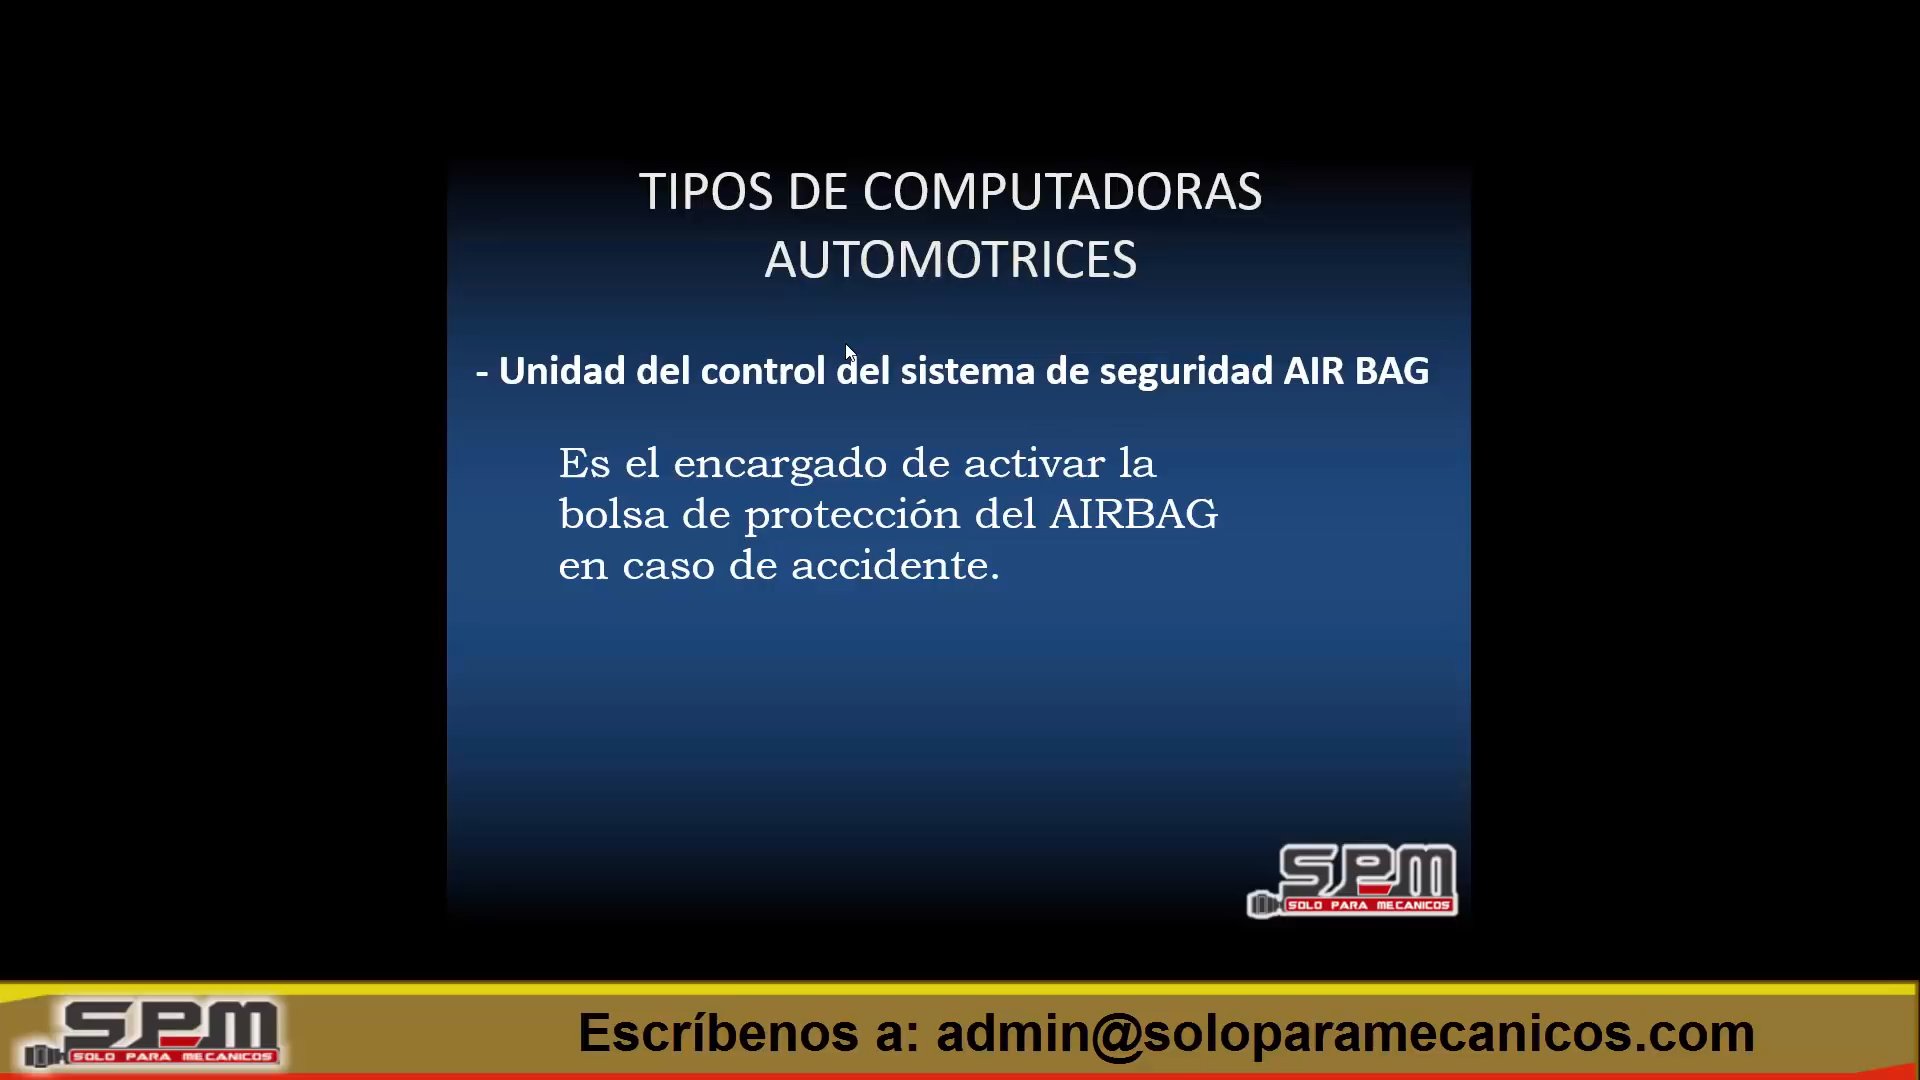 TIPOS DE COMPUTADORAS
AUTOMOTRICES
- Unidad del control del sistema de seguridad AIR BAG
Es el encargado de activar la
bolsa de protección del AIRBAG
en caso de accidente.
SPM
SOLO PARA MECANICOS
SPM
SOLO PARA MECANICOS
Escríbenos a: admin@soloparamecanicos.com